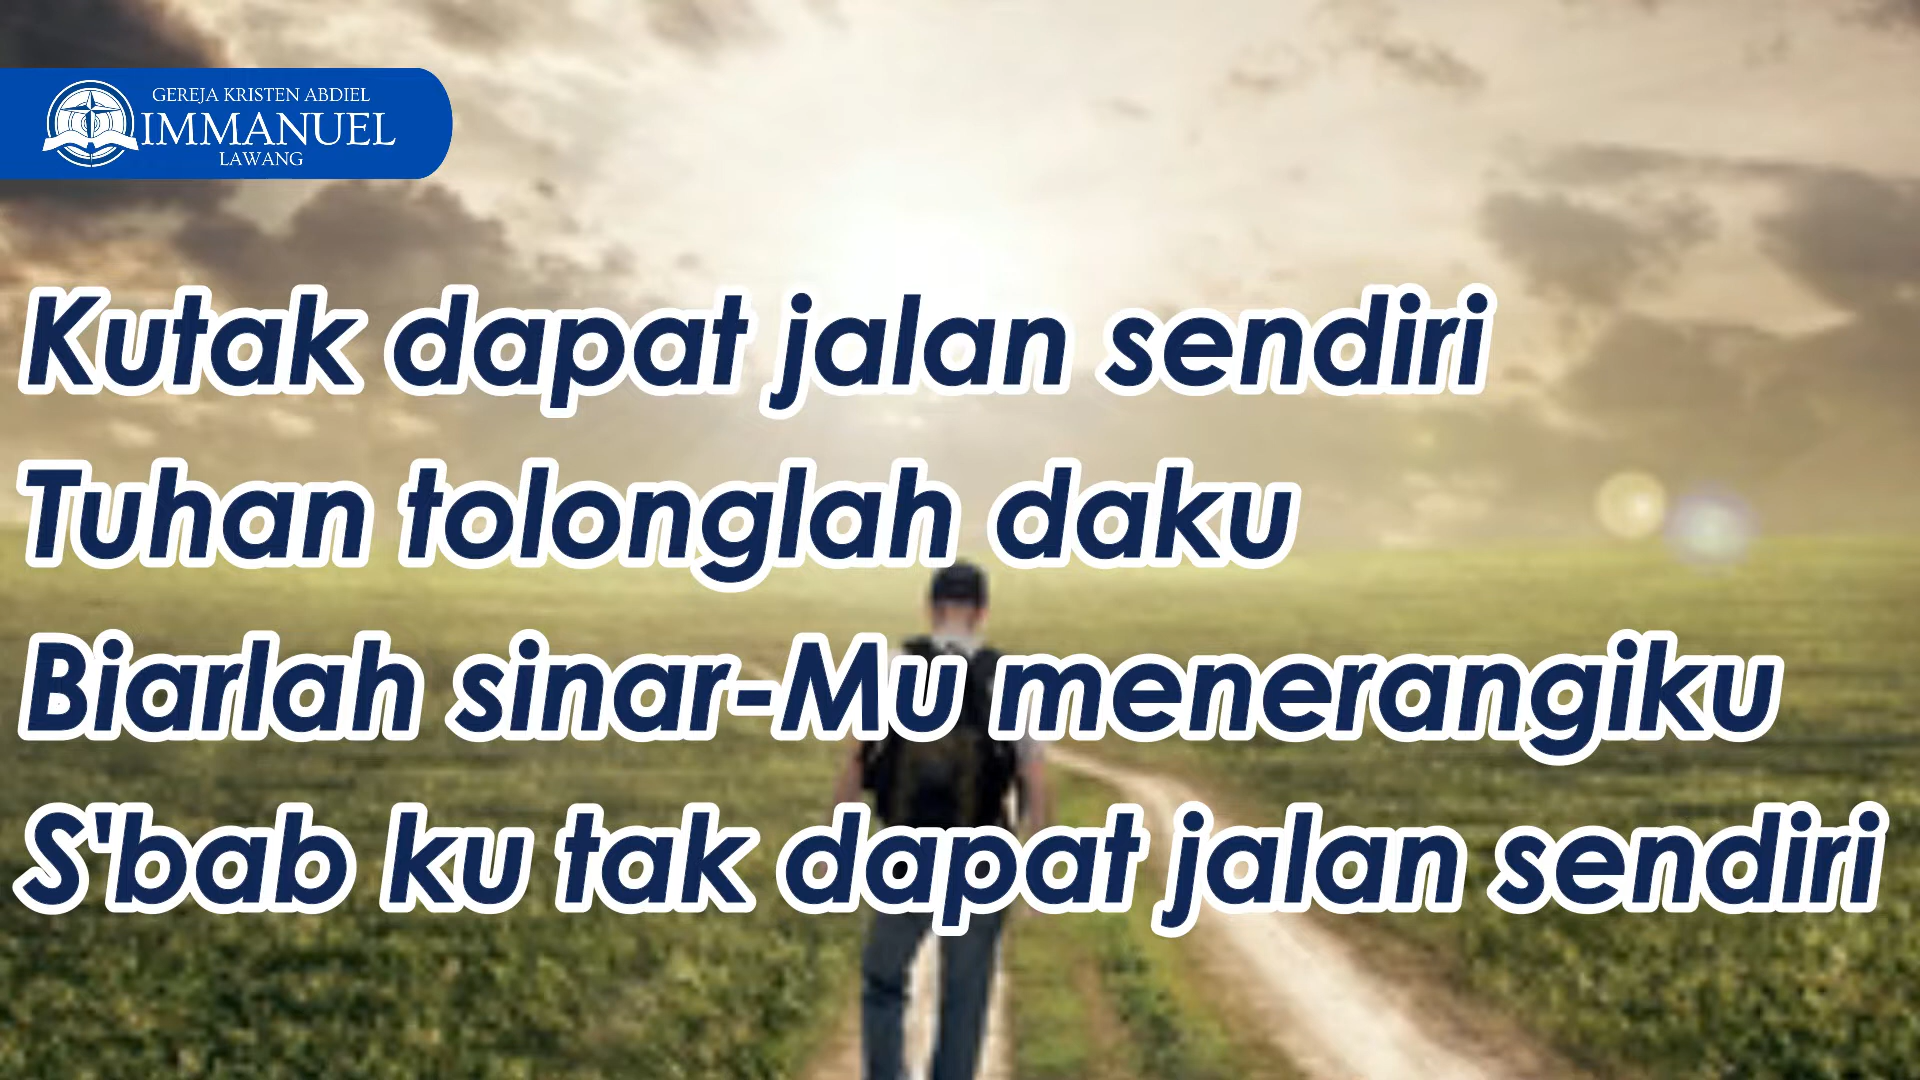 GEREJA KRISTEN ABDIEL
IMMANUEL
LAWANG
Kutak dapat jalan sendiri
Tuhan tolonglah daku
Biarlah sinar-Mu menerangiku
S'bab ku tak dapat jalan sendiri